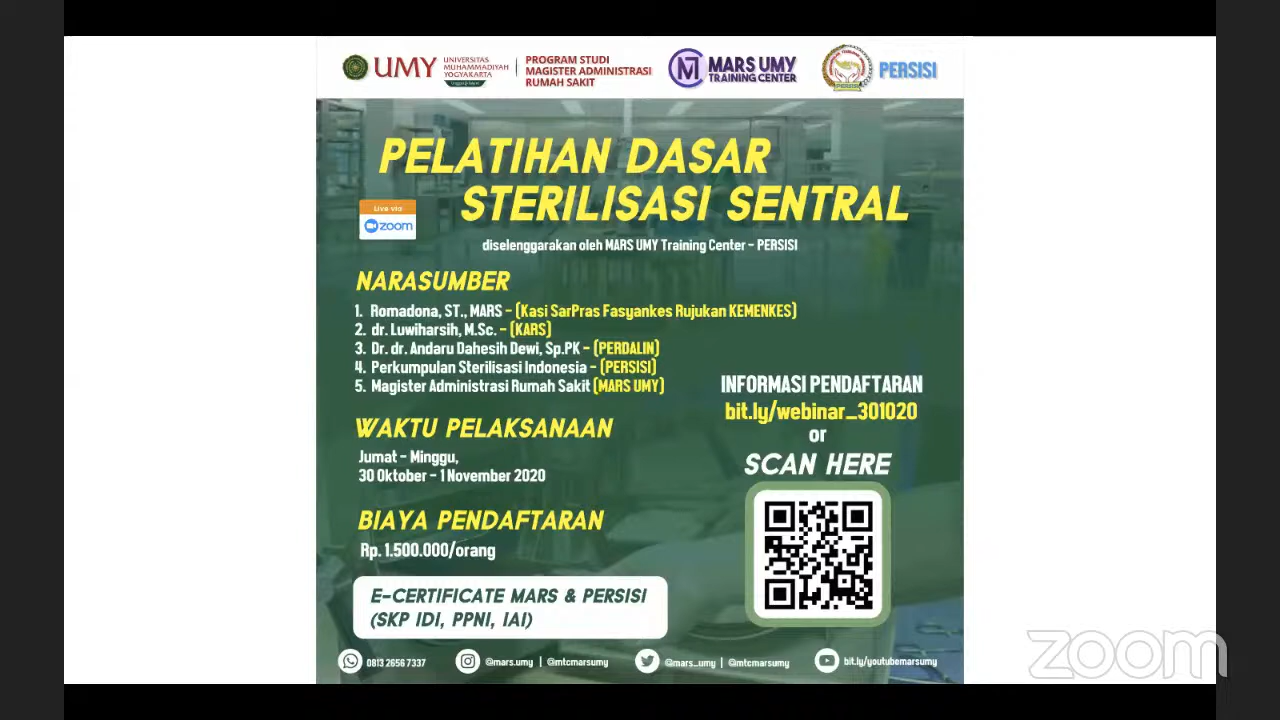 UMY
UNIVERSITAS
MUHAMMADIYAH
YOGYAKARTA
PROGRAM STUDI
MAGISTER ADMINISTRASI
RUMAH SAKIT
MARS UMY
TRAINING CENTER
PERSISI
PELATIHAN DASAR
STERILISASI SENTRAL
Live via
zoom
diselenggarakan oleh MARS UMY Training Center - PERSISI
NARASUMBER
1. Romadona, ST., MARS - (Kasi SarPras Fasyankes Rujukan KEMENKES)
2. dr. Luwiharsih, M.Sc. - (KARS)
3. Dr. dr. Andaru Dahesih Dewi, Sp.PK - (PERDALIN)
4. Perkumpulan Sterilisasi Indonesia - (PERSISI)
5. Magister Administrasi Rumah Sakit (MARS UMY)
WAKTU PELAKSANAAN
Jumat - Minggu,
30 Oktober - 1 November 2020
BIAYA PENDAFTARAN
Rp. 1.500.000/orang
E-CERTIFICATE MARS & PERSISI
(SKP IDI, PPNI, IAI)
INFORMASI PENDAFTARAN
bit.ly/webinar_301020
or
SCAN HERE
0813 2656 7337
@mars.umy | @mtcmarsumy
@mars_umy | @mtcmarsumy
bit.ly/youtubemarsumy
zoom